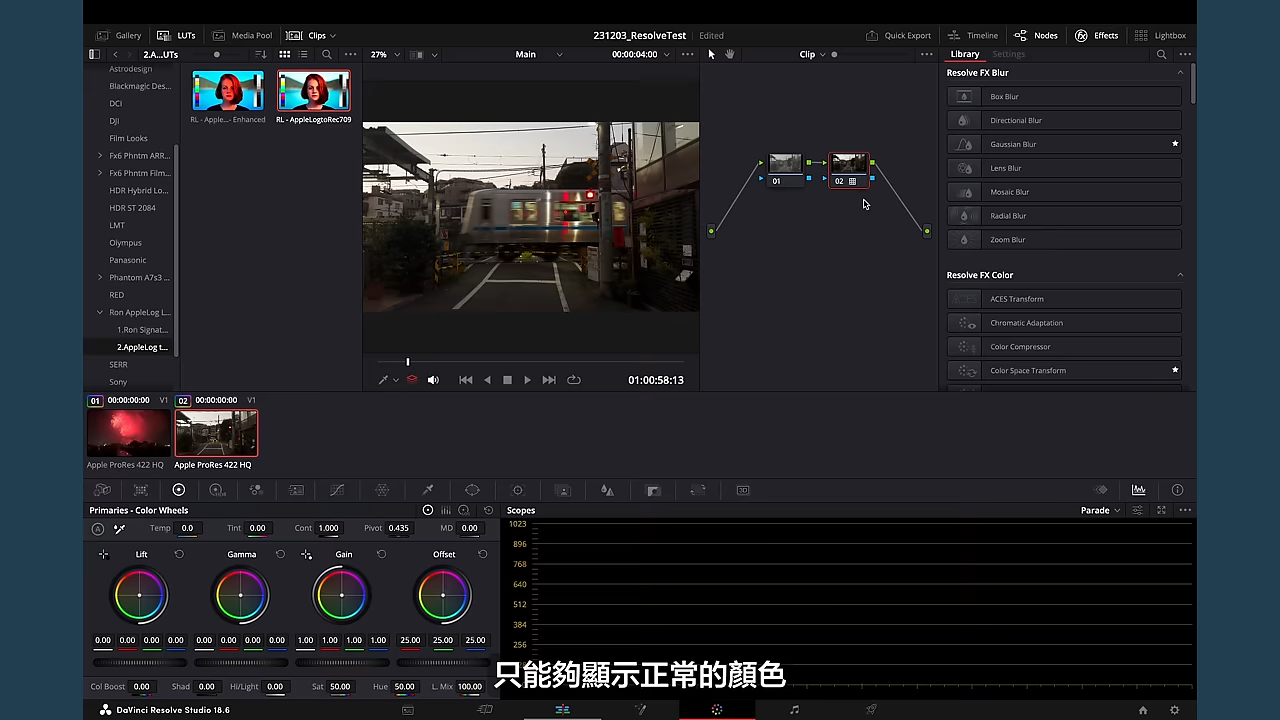 Gallery LUTs Media Pool Clips 231203_ResolveTest Edited Quick Export Timeline Nodes Effects Lightbox
2.A...UTs 27% Main 00:00:04:00 Clip Library Settings
Astrodesign
Blackmagic Des...
DCI
DJI
Film Looks
Fx6 Phntm ARR...
Fx6 Phntm Film...
HDR Hybrid Lo...
HDR ST 2084
LMT
Olympus
Panasonic
Phantom A7s3 ...
RED
Ron AppleLog L...
1.Ron Signat...
2.AppleLog t...
SERR
Sony
RL - Apple...- Enhanced RL - AppleLogtoRec709
01 02
01:00:58:13
Resolve FX Blur
Box Blur
Directional Blur
Gaussian Blur
Lens Blur
Mosaic Blur
Radial Blur
Zoom Blur
Resolve FX Color
ACES Transform
Chromatic Adaptation
Color Compressor
Color Space Transform
01 00:00:00:00 V1 02 00:00:00:00 V1
Apple ProRes 422 HQ Apple ProRes 422 HQ
Primaries - Color Wheels
Temp 0.0 Tint 0.00 Cont 1.000 Pivot 0.435 MD 0.00
Lift Gamma Gain Offset
0.00 0.00 0.00 0.00 0.00 0.00 0.00 0.00 1.00 1.00 1.00 1.00 25.00 25.00 25.00
Col Boost 0.00 Shad 0.00 Hi/Light 0.00 Sat 50.00 Hue 50.00 L. Mix 100.00
Scopes Parade
1023
896
768
640
512
384
256
只能夠顯示正常的顏色
DaVinci Resolve Studio 18.6